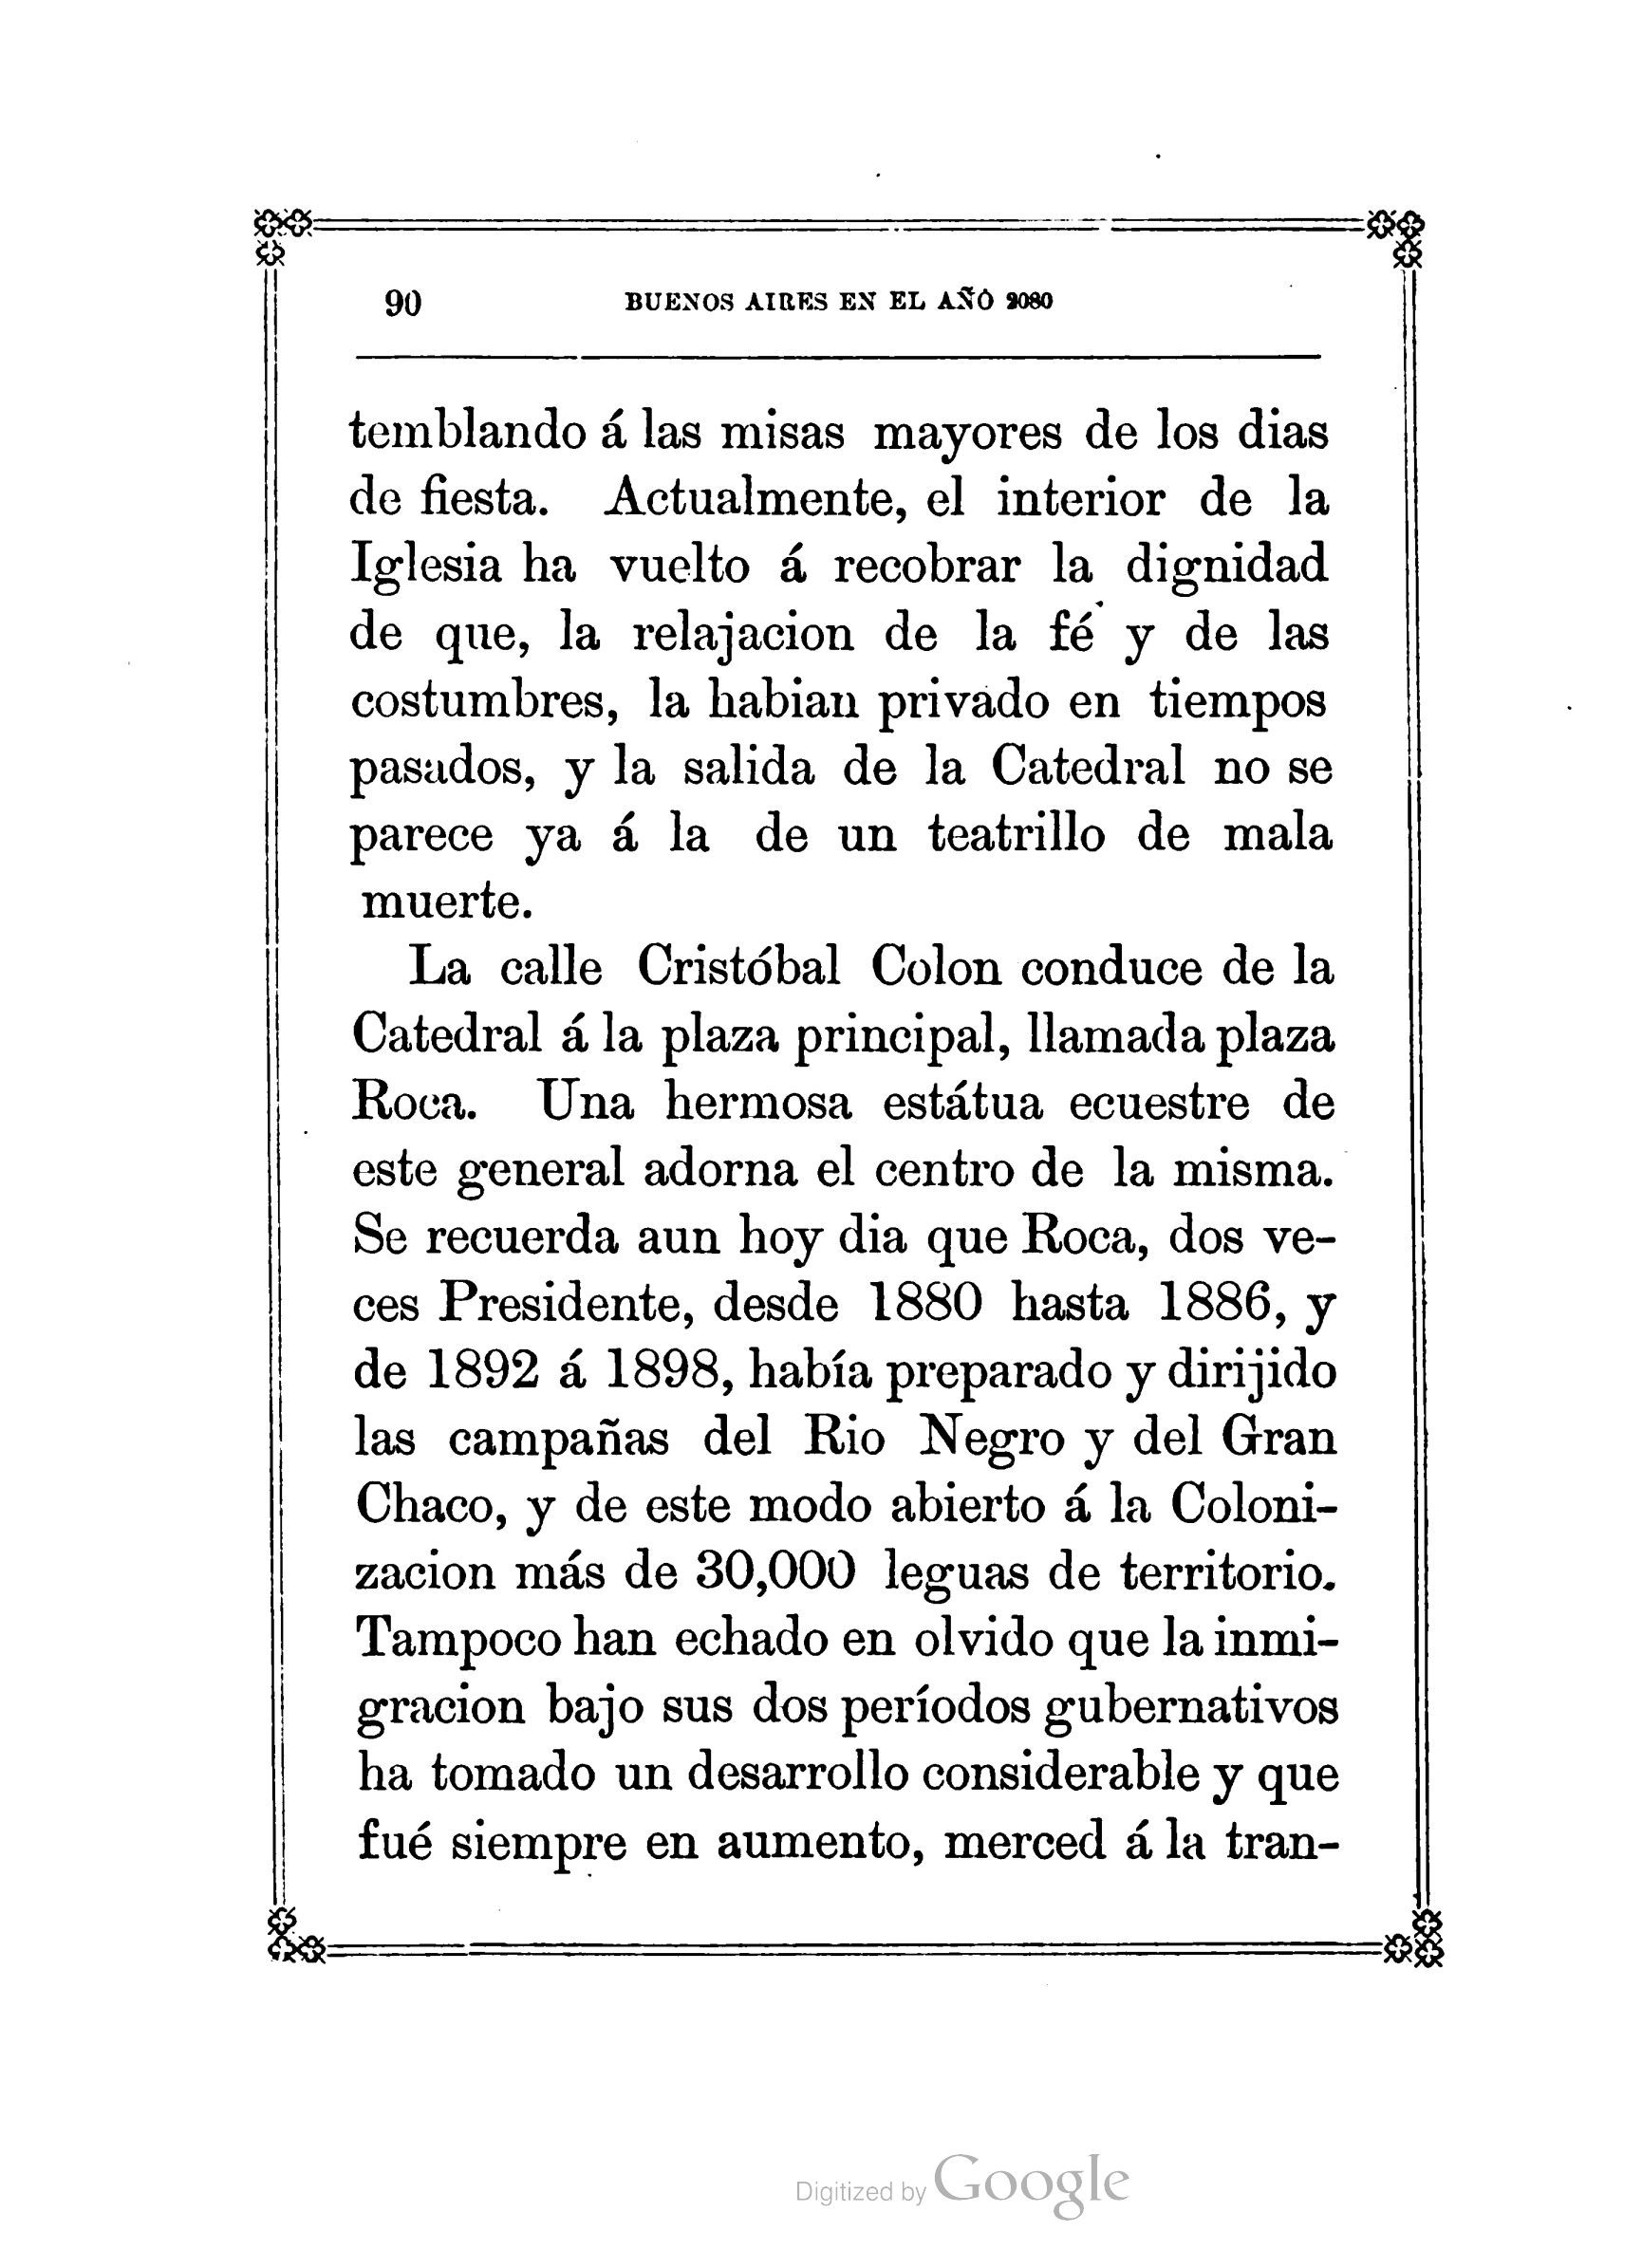 90 BUENOS AIRES EN EL AÑO 2080
temblando á las misas mayores de los dias
de fiesta. Actualmente, el interior de la
Iglesia ha vuelto á recobrar la dignidad
de que, la relajacion de la fé y de las
costumbres, la habian privado en tiempos
pasados, y la salida de la Catedral no se
parece ya á la de un teatrillo de mala
muerte.
La calle Cristóbal Colon conduce de la
Catedral á la plaza principal, llamada plaza
Roca. Una hermosa estátua ecuestre de
este general adorna el centro de la misma.
Se recuerda aun hoy dia que Roca, dos ve-
ces Presidente, desde 1880 hasta 1886, y
de 1892 á 1898, había preparado y dirijido
las campañas del Rio Negro y del Gran
Chaco, y de este modo abierto á la Coloni-
zacion más de 30,000 leguas de territorio.
Tampoco han echado en olvido que la inmi-
gracion bajo sus dos períodos gubernativos
ha tomado un desarrollo considerable y que
fué siempre en aumento, merced á la tran-
Digitized by Google